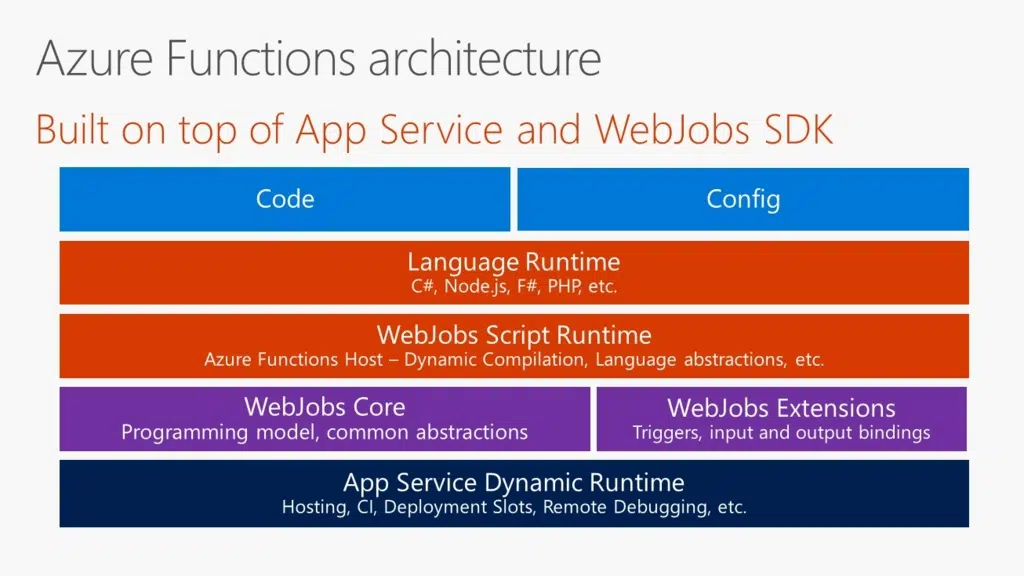 Azure Functions architecture
Built on top of App Service and WebJobs SDK
Code
Config
Language Runtime
C#, Node.js, F#, PHP, etc.
WebJobs Script Runtime
Azure Functions Host – Dynamic Compilation, Language abstractions, etc.
WebJobs Core
Programming model, common abstractions
WebJobs Extensions
Triggers, input and output bindings
App Service Dynamic Runtime
Hosting, CI, Deployment Slots, Remote Debugging, etc.